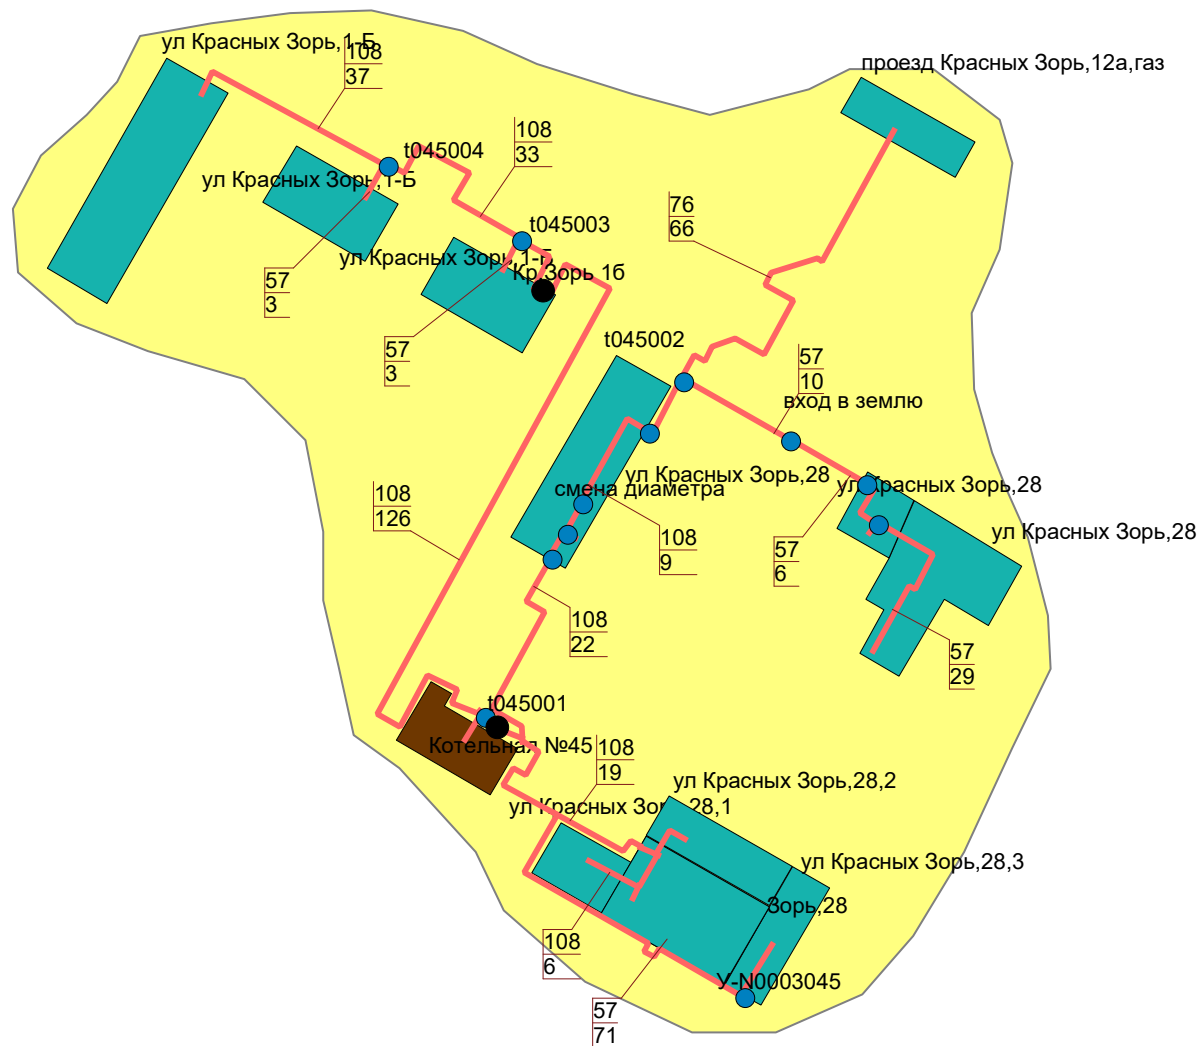 ул Красных Зорь,1-Б
108
37
проезд Красных Зорь,12а,газ
t045004
108
33
ул Красных Зорь,1-Б
t045003
76
66
ул Красных Зорь,1-Б
Кр Зорь 1б
57
3
57
3
t045002
57
10
вход в землю
ул Красных Зорь,28
ул Красных Зорь,28
смена диаметра
108
126
ул Красных Зорь,28
108
9
57
6
108
22
57
29
t045001
Котельная №45
108
19
ул Красных Зорь,28,2
ул Красных Зорь,28,1
ул Красных Зорь,28,3
Зорь,28
108
6
У-N0003045
57
71